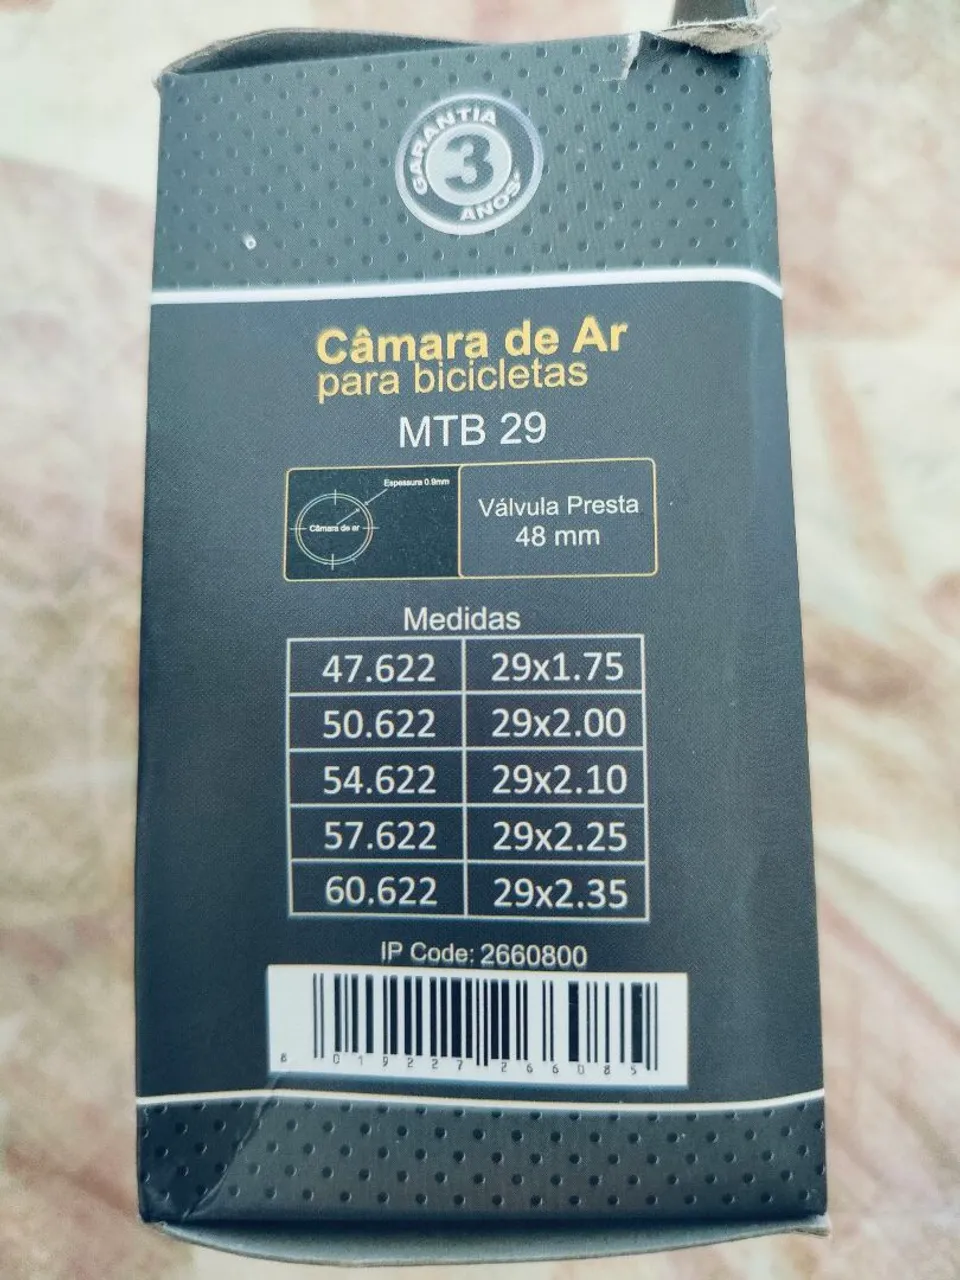 GARANTIA
3
ANOS
Câmara de Ar
para bicicletas
MTB 29
Espessura 0.9mm
Câmara de ar
Válvula Presta
48 mm
Medidas
47.622 29x1.75
50.622 29x2.00
54.622 29x2.10
57.622 29x2.25
60.622 29x2.35
IP Code: 2660800
8 019227 266085